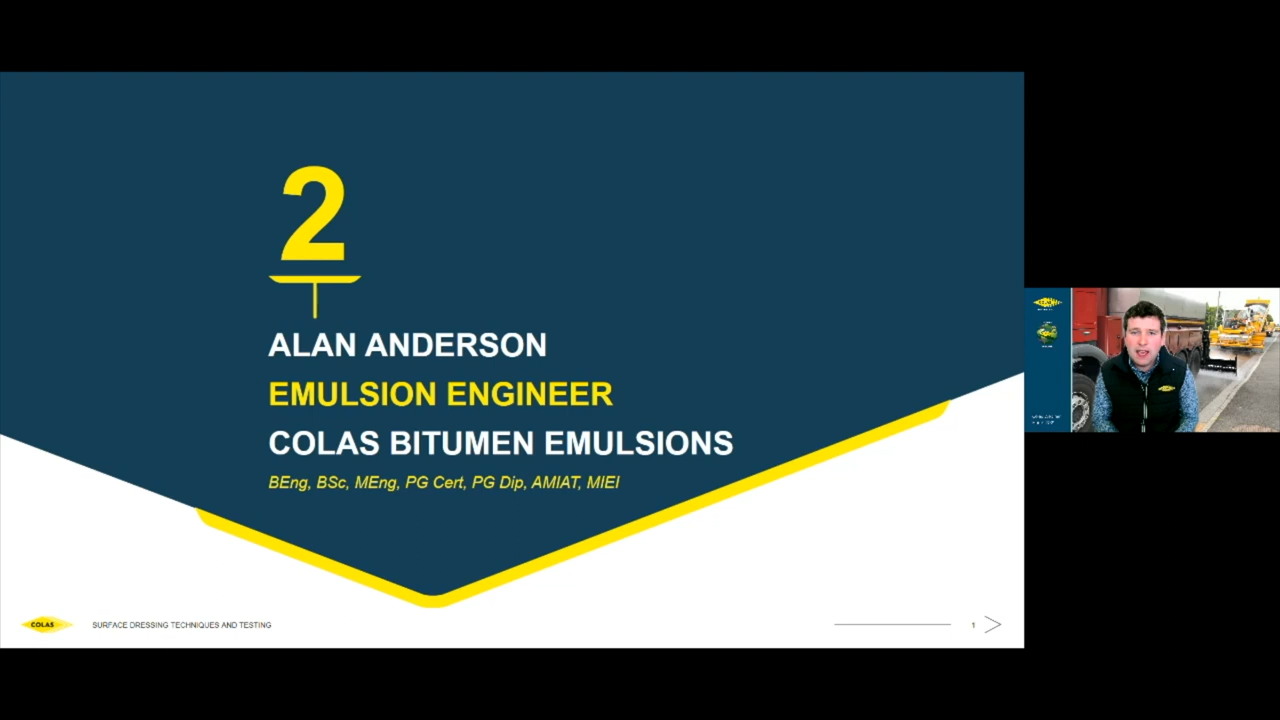 2
ALAN ANDERSON
EMULSION ENGINEER
COLAS BITUMEN EMULSIONS
BEng, BSc, MEng, PG Cert, PG Dip, AMIAT, MIEI
COLAS
SURFACE DRESSING TECHNIQUES AND TESTING
1